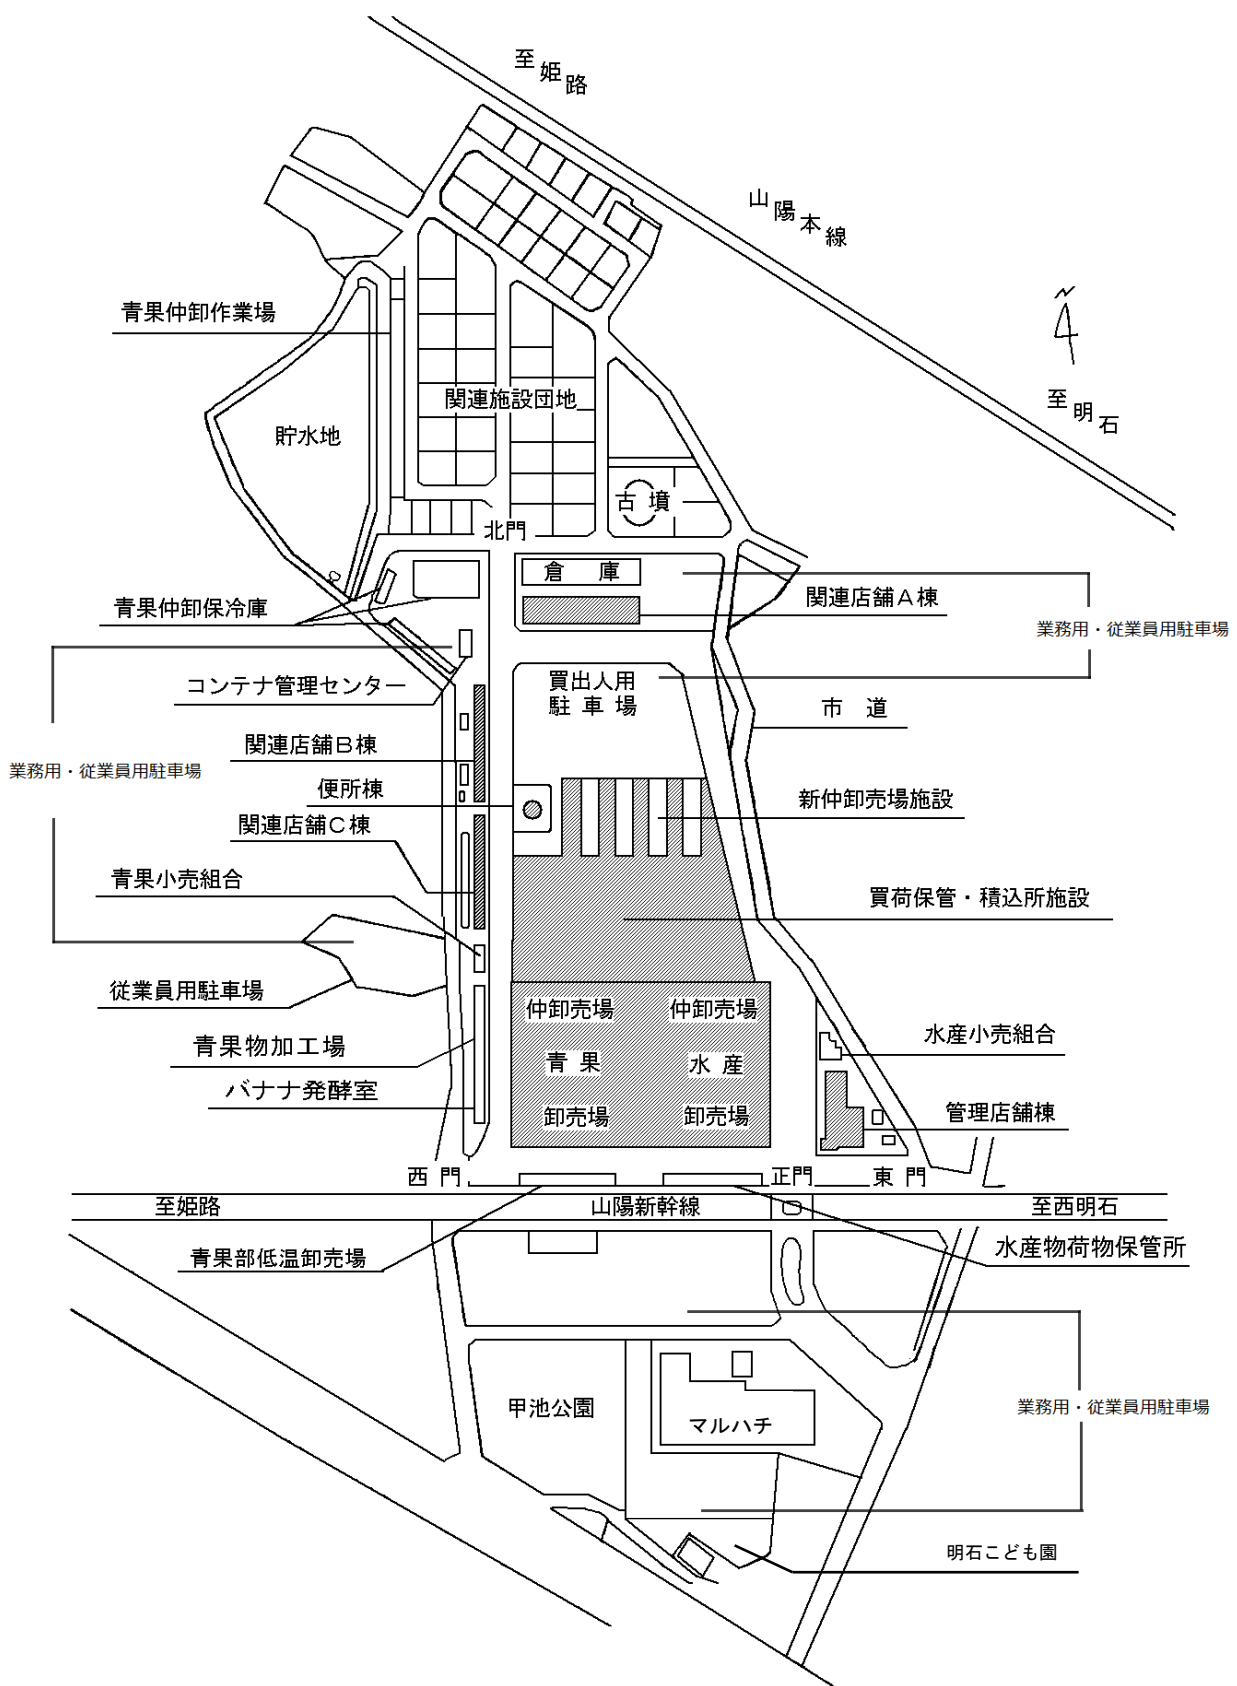 至姫路
山陽本線
青果仲卸作業場
至明石
関連施設団地
貯水地
古墳
北門
倉庫
関連店舗A棟
青果仲卸保冷庫
業務用・従業員用駐車場
コンテナ管理センター
買出人用
駐車場
市道
関連店舗B棟
業務用・従業員用駐車場
便所棟
新仲卸売場施設
関連店舗C棟
青果小売組合
買荷保管・積込所施設
従業員用駐車場
仲卸売場
仲卸売場
水産小売組合
青果物加工場
青果
水産
バナナ発酵室
卸売場
卸売場
管理店舗棟
西門
正門
東門
至姫路
山陽新幹線
至西明石
青果部低温卸売場
水産物荷物保管所
甲池公園
マルハチ
業務用・従業員用駐車場
明石こども園